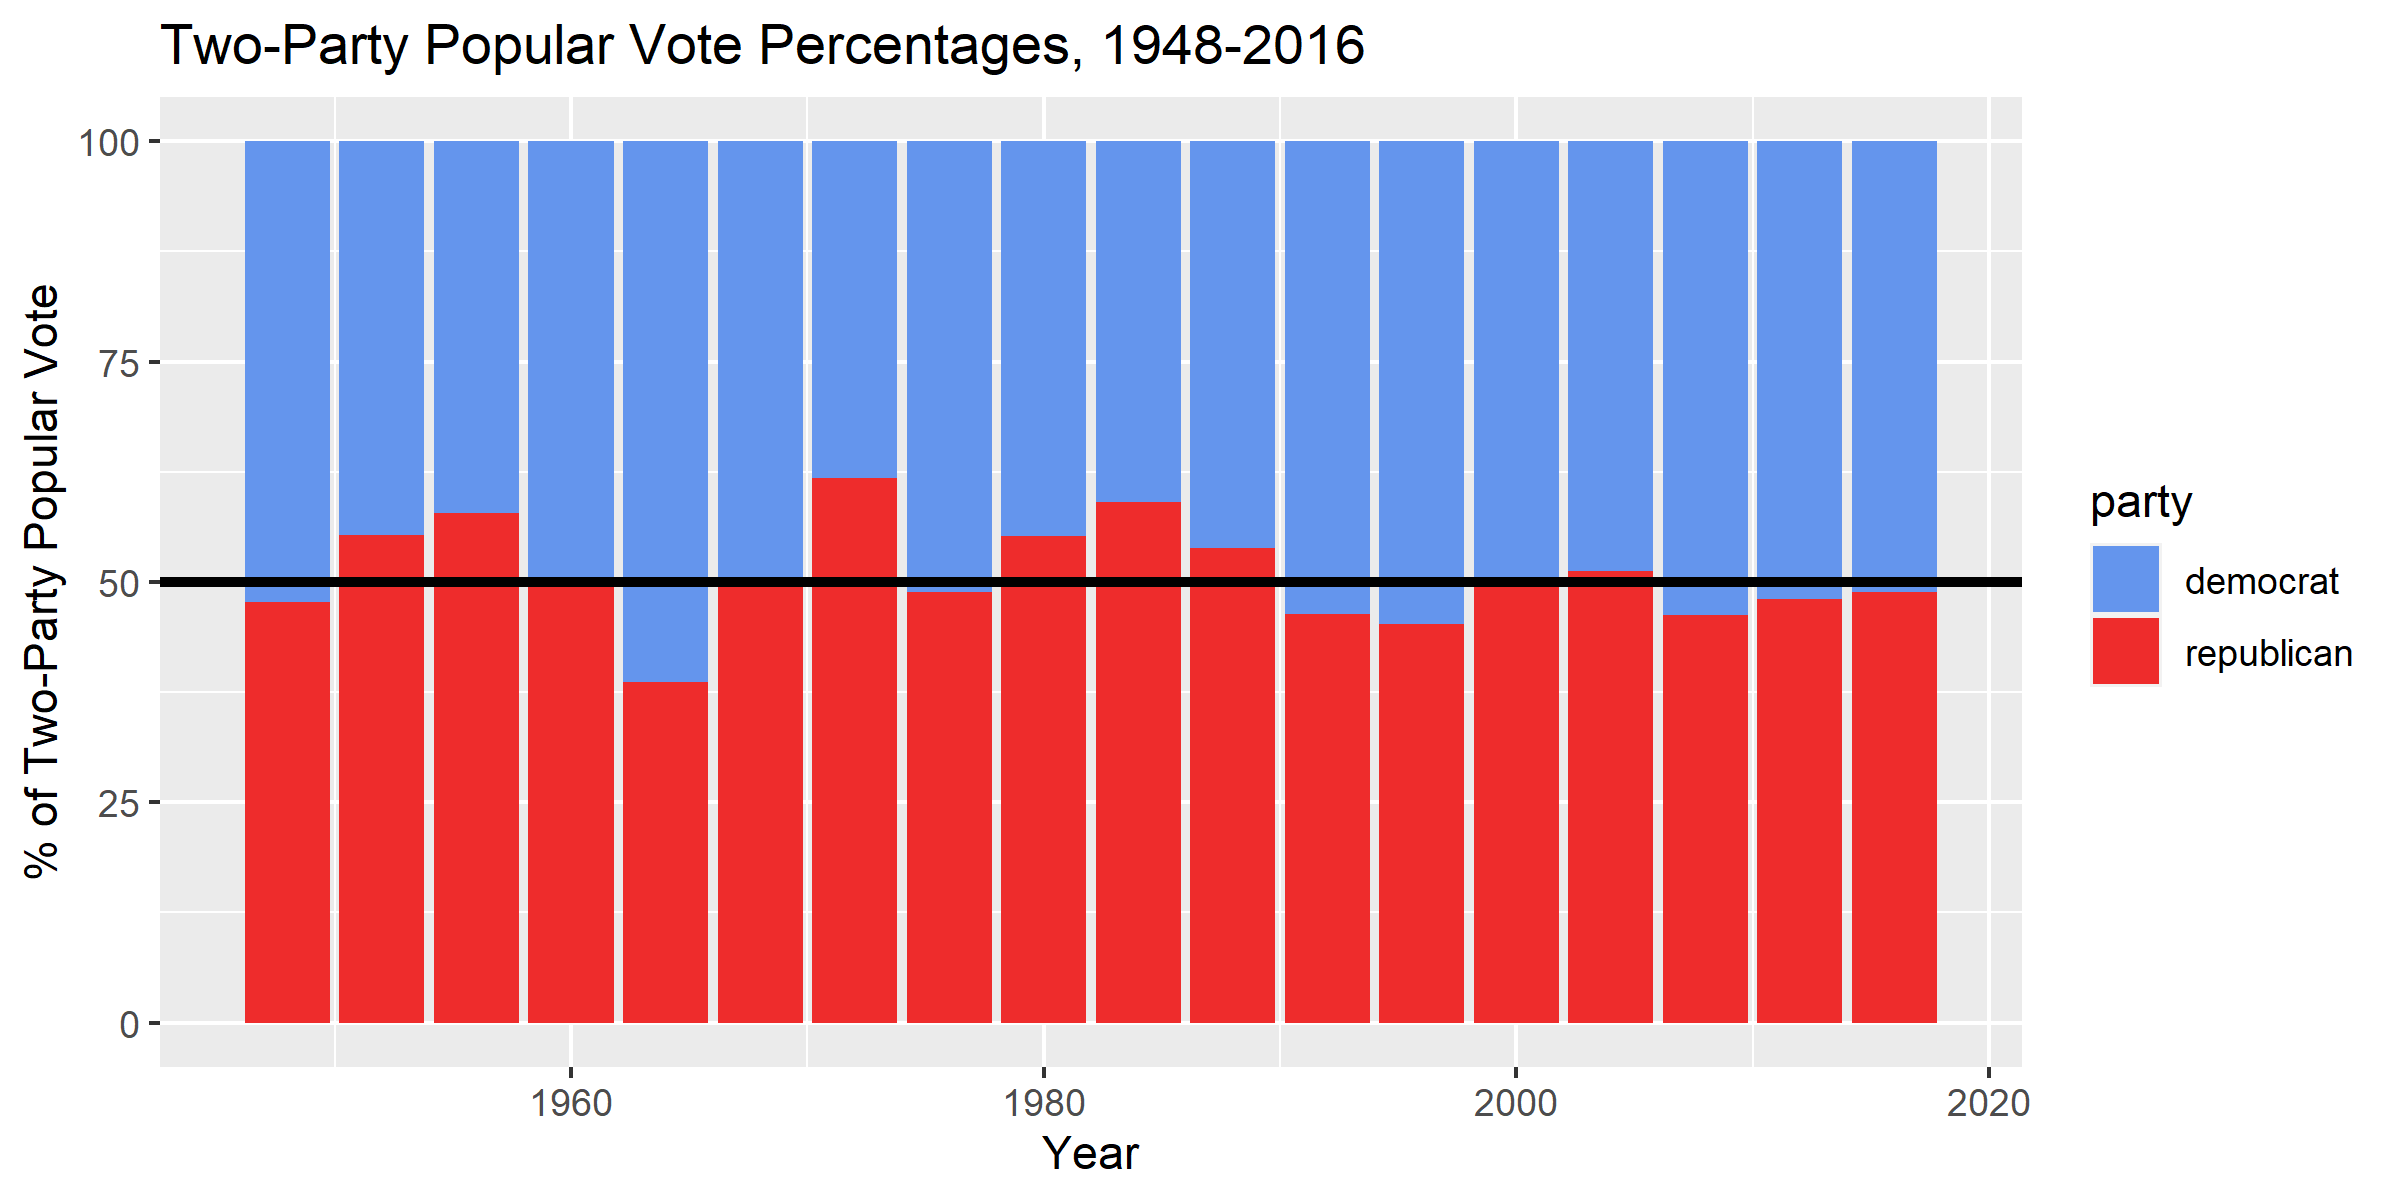 Two-Party Popular Vote Percentages, 1948-2016
% of Two-Party Popular Vote
100
75
50
25
0
1960
1980
2000
2020
Year
party
democrat
republican